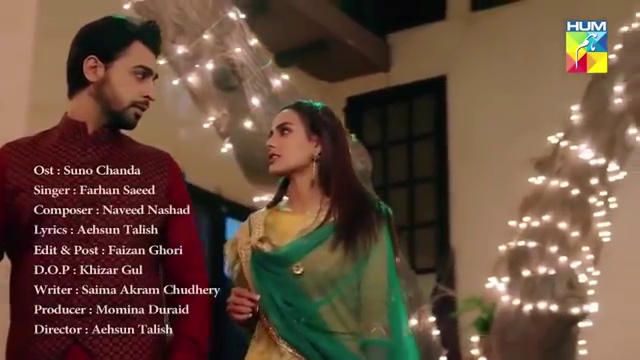 HUM
Ost : Suno Chanda
Singer : Farhan Saeed
Composer : Naveed Nashad
Lyrics : Aehsun Talish
Edit & Post : Faizan Ghori
D.O.P : Khizar Gul
Writer : Saima Akram Chudhery
Producer : Momina Duraid
Director : Aehsun Talish